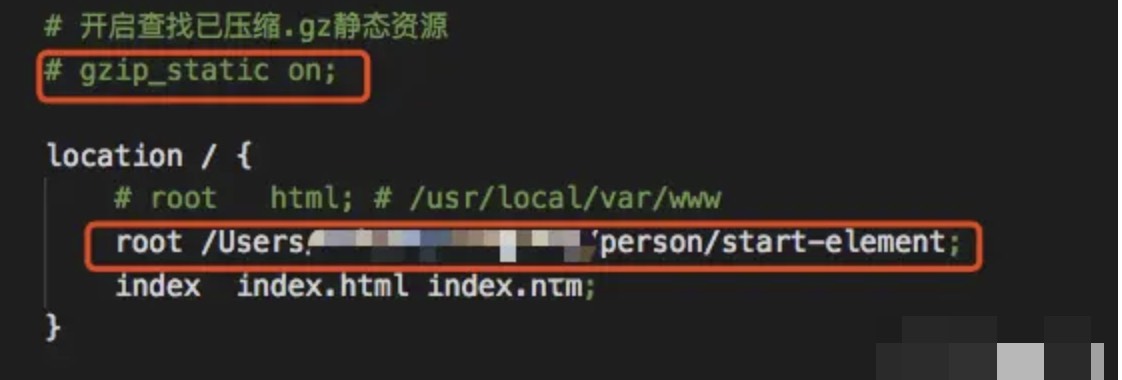 # 开启查找已压缩.gz静态资源
# gzip_static on;
location / {
# root html; # /usr/local/var/www
root /Users/ person/start-element;
index index.html index.htm;
}